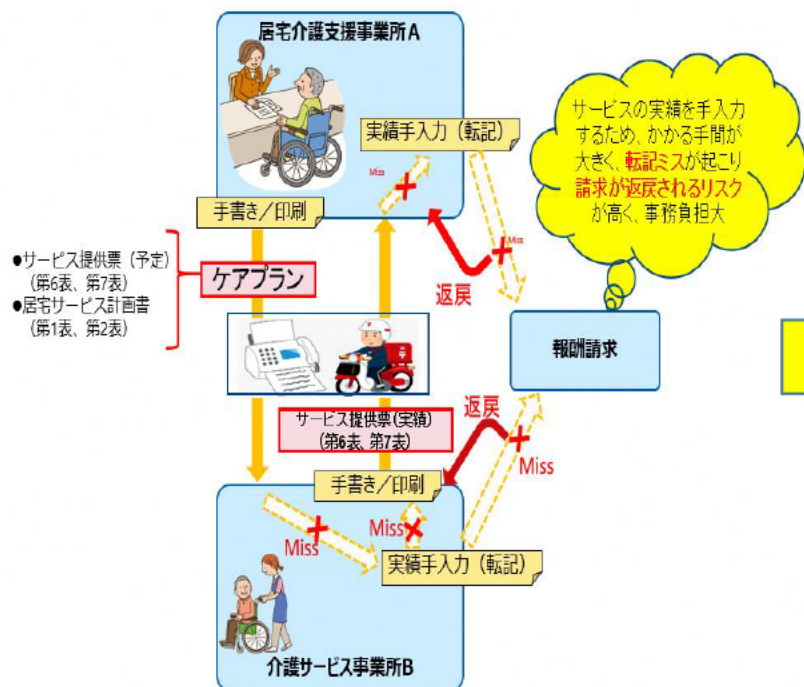 居宅介護支援事業所A
実績手入力（転記）
Miss
手書き／印刷
Miss
返戻
サービスの実績を手入力
するため、かかる手間が
大きく、転記ミスが起こり
請求が返戻されるリスク
が高く、事務負担大
●サービス提供票（予定）
（第6表、第7表）
●居宅サービス計画書
（第1表、第2表）
ケアプラン
報酬請求
サービス提供票(実績)
（第6表、第7表）
返戻
Miss
手書き／印刷
Miss
Miss
実績手入力（転記）
介護サービス事業所B